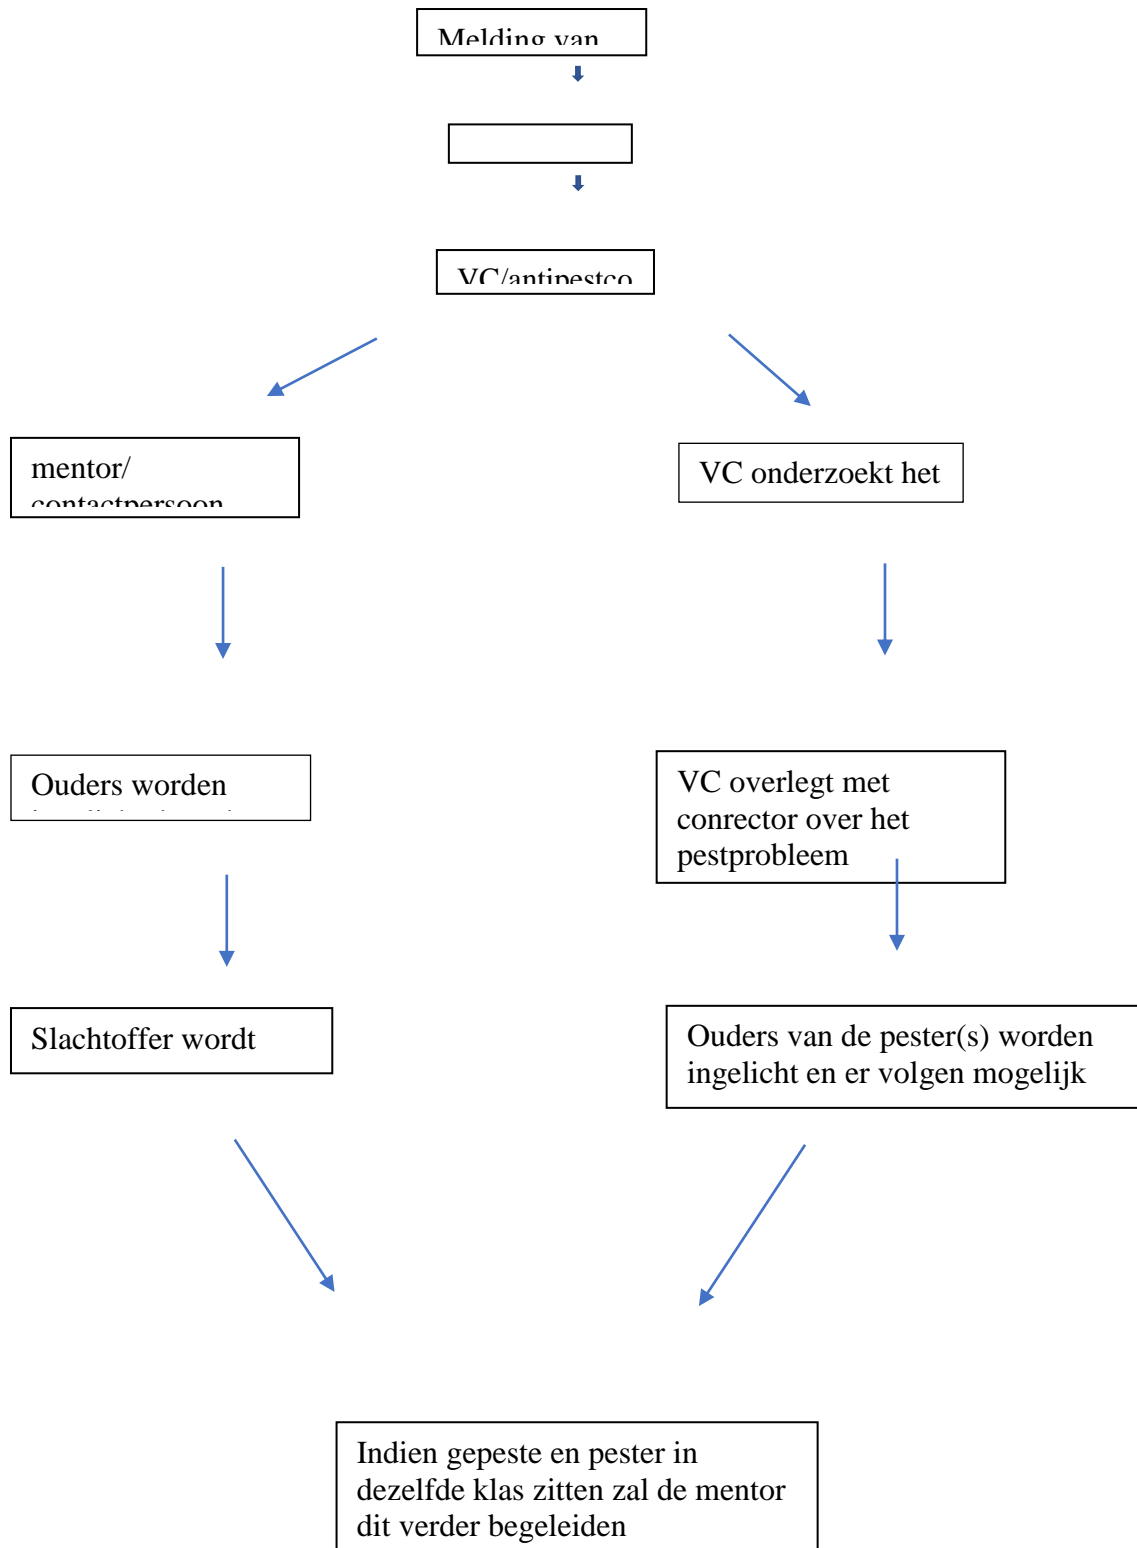 Melding van
VC/antipestco
mentor/
contactpersoon
VC onderzoekt het
Ouders worden
VC overlegt met
conrector over het
pestprobleem
Slachtoffer wordt
Ouders van de pester(s) worden
ingelicht en er volgen mogelijk
Indien gepeste en pester in
dezelfde klas zitten zal de mentor
dit verder begeleiden